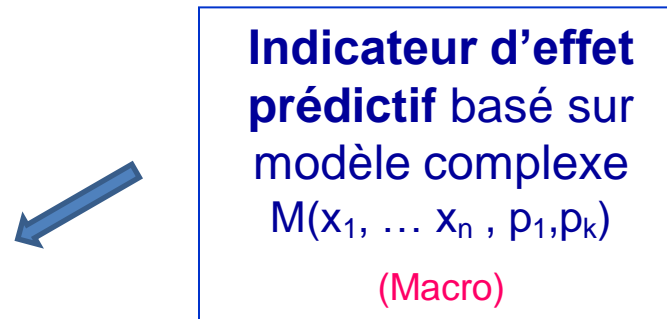 Indicateur d’effet
prédictif basé sur
modèle complexe
M(x₁, … xₙ , p₁,pₖ)
(Macro)